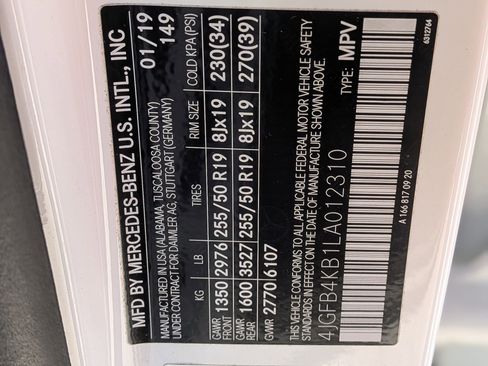 MFD BY MERCEDES-BENZ U.S. INTL., INC
MANUFACTURED IN USA (ALABAMA, TUSCALOOSA COUNTY)
UNDER CONTRACT FOR DAIMLER AG, STUTTGART (GERMANY)
01/19
149
KG LB TIRES RIM SIZE COLD KPA (PSI)
GAWR FRONT 1350 2976 255/50 R19 8Jx19 230(34)
GAWR REAR 1600 3527 255/50 R19 8Jx19 270(39)
GVWR 2770 6107
THIS VEHICLE CONFORMS TO ALL APPLICABLE FEDERAL MOTOR VEHICLE SAFETY
STANDARDS IN EFFECT ON THE DATE OF MANUFACTURE SHOWN ABOVE.
4JGFB4KB1LA012310 TYPE: MPV
A 166 817 09 20
6312764